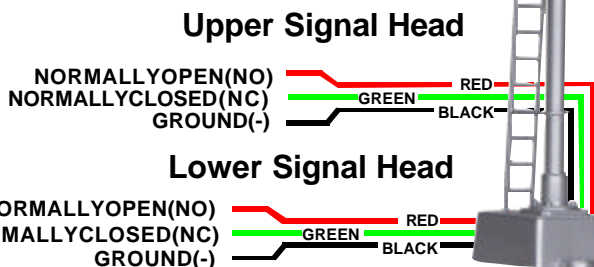 Upper Signal Head
NORMALLYOPEN(NO)
RED
NORMALLYCLOSED(NC)
GREEN
GROUND(-)
BLACK
Lower Signal Head
ORMALLYOPEN(NO)
RED
MALLYCLOSED(NC)
GREEN
GROUND(-)
BLACK